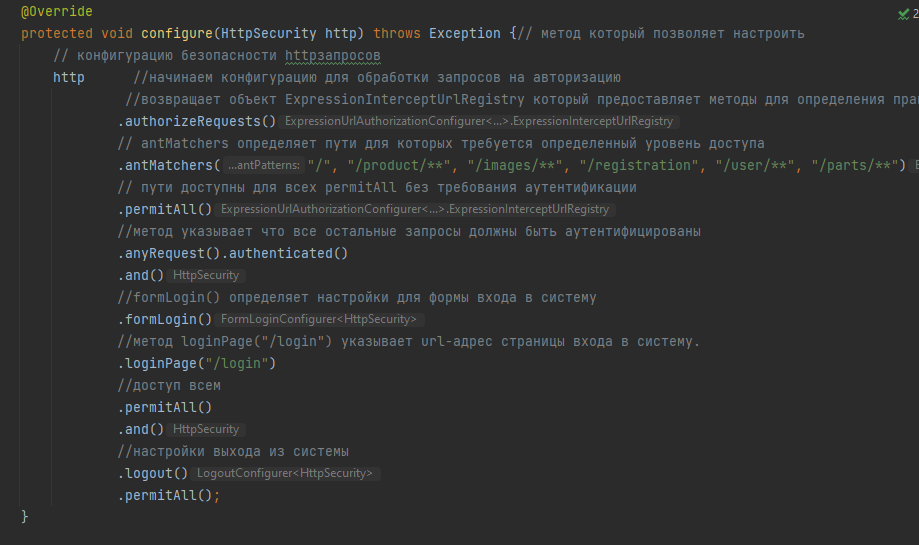 @Override
2
protected void configure(HttpSecurity http) throws Exception {// метод который позволяет настроить
// конфигурацию безопасности httpзапросов
http //начинаем конфигурацию для обработки запросов на авторизацию
//возвращает объект ExpressionInterceptUrlRegistry который предоставляет методы для определения пра
.authorizeRequests() ExpressionUrlAuthorizationConfigurer<...>.ExpressionInterceptUrlRegistry
// antMatchers определяет пути для которых требуется определенный уровень доступа
.antMatchers( ...antPatterns: "/", "/product/**", "/images/**", "/registration", "/user/**", "/parts/**")
// пути доступны для всех permitAll без требования аутентификации
.permitAll() ExpressionUrlAuthorizationConfigurer<...>.ExpressionInterceptUrlRegistry
//метод указывает что все остальные запросы должны быть аутентифицированы
.anyRequest().authenticated()
.and() HttpSecurity
//formLogin() определяет настройки для формы входа в систему
.formLogin() FormLoginConfigurer<HttpSecurity>
//метод loginPage("/login") указывает url-адрес страницы входа в систему.
.loginPage("/login")
//доступ всем
.permitAll()
.and() HttpSecurity
//настройки выхода из системы
.logout() LogoutConfigurer<HttpSecurity>
.permitAll();
}